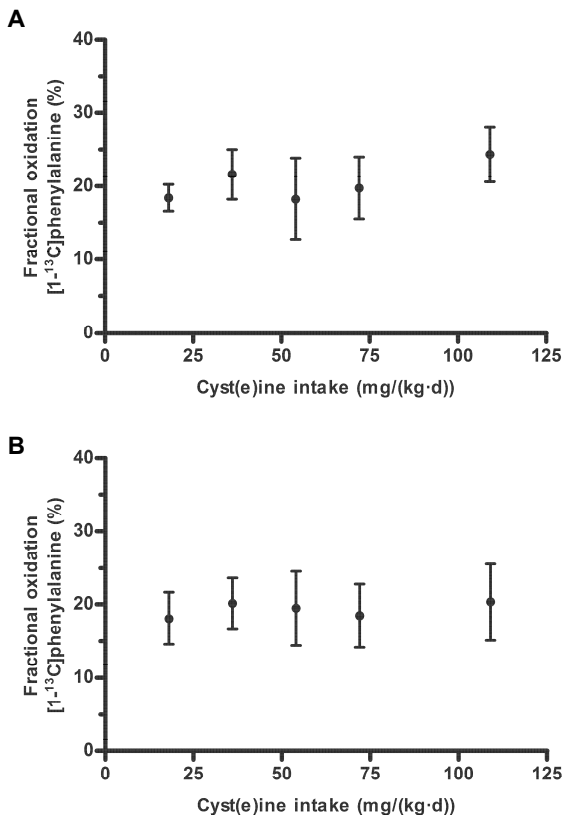 A
40
30
20
10
0
Fractional oxidation
[1-¹³C]phenylalanine (%)
0 25 50 75 100 125
Cyst(e)ine intake (mg/(kg·d))
B
40
30
20
10
0
Fractional oxidation
[1-¹³C]phenylalanine (%)
0 25 50 75 100 125
Cyst(e)ine intake (mg/(kg·d))